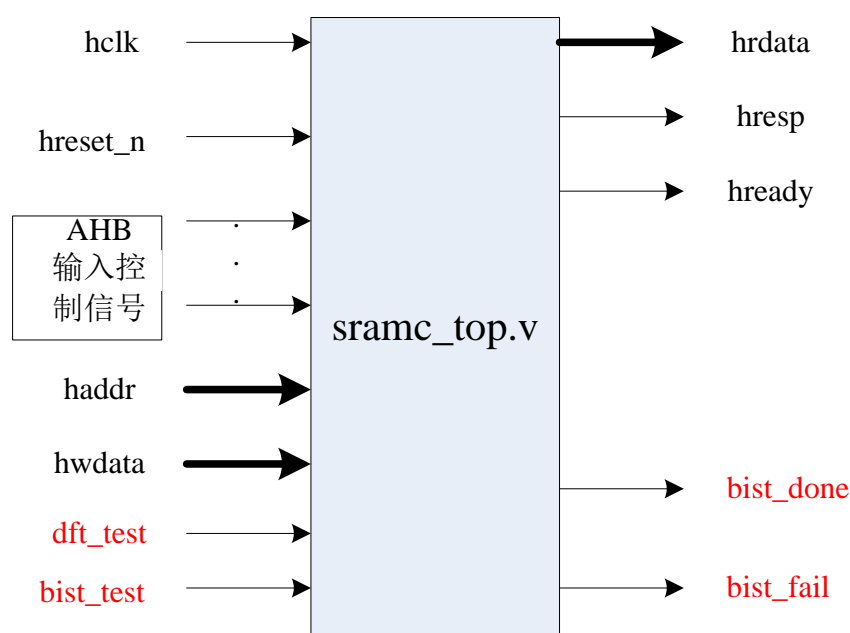 hclk
hreset_n
AHB
输入控
制信号
haddr
hwdata
dft_test
bist_test
sramc_top.v
hrdata
hresp
hready
bist_done
bist_fail